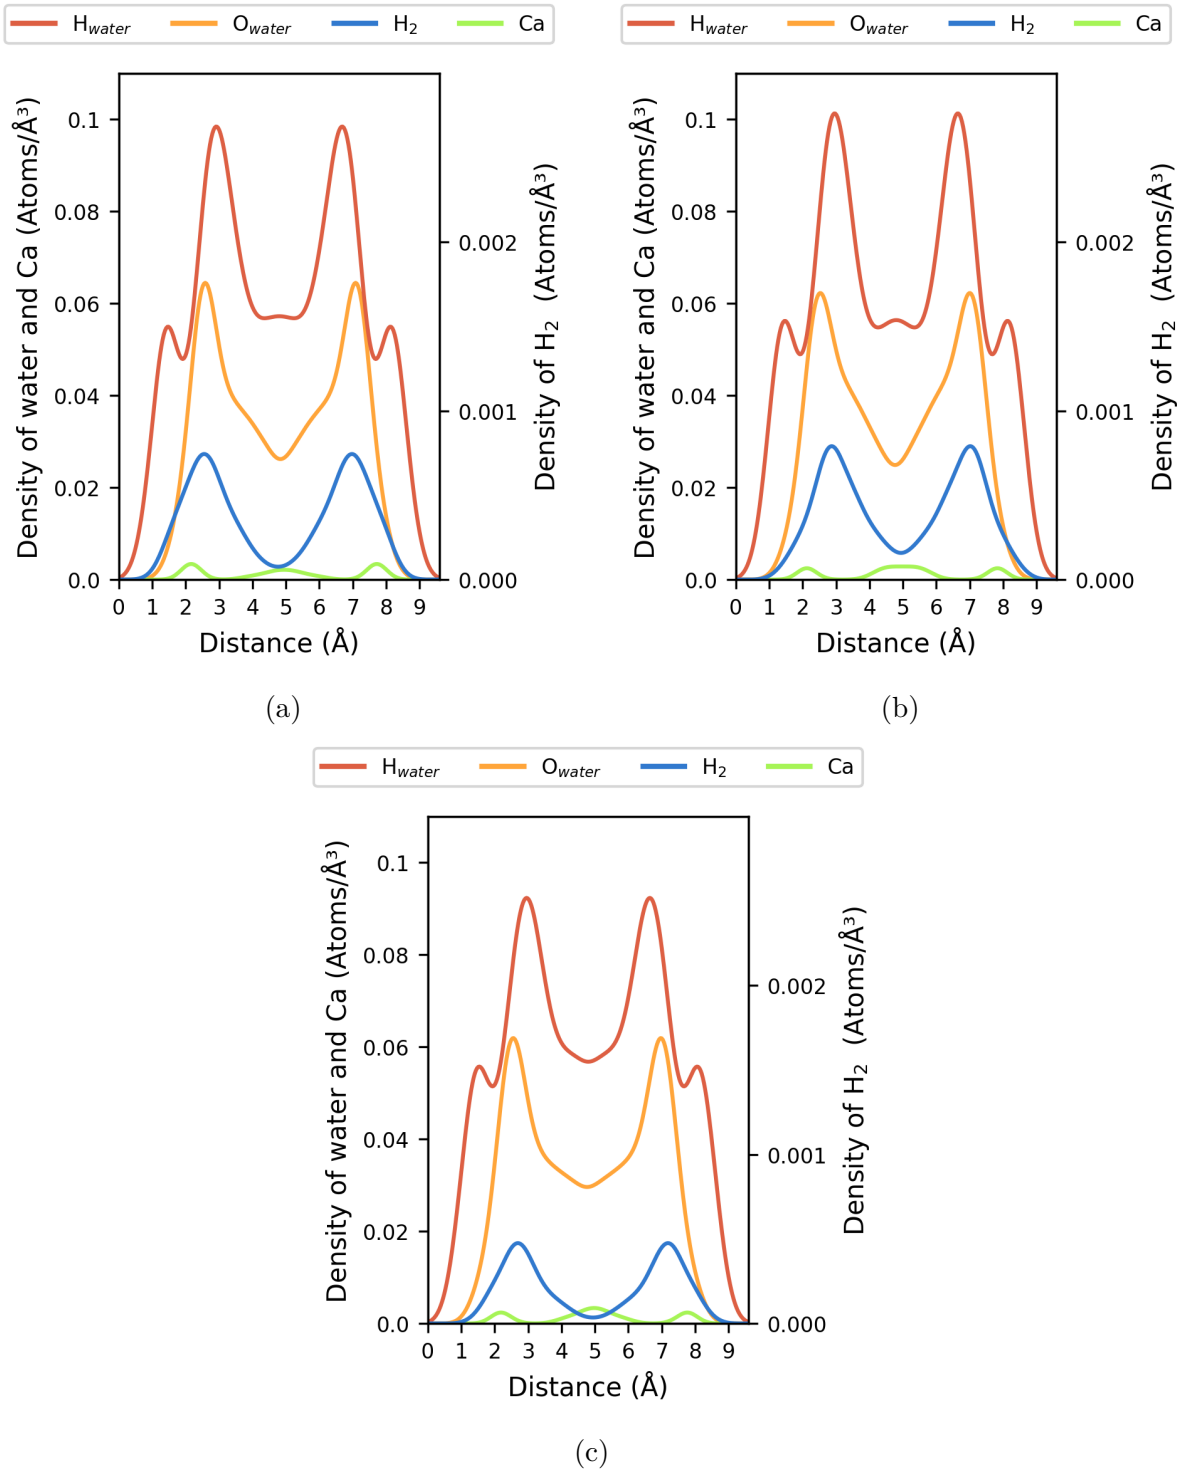 H_water O_water H₂ Ca
Density of water and Ca (Atoms/Å³)
0.1
0.08
0.06
0.04
0.02
0.0
0.002
0.001
0.000
Density of H₂ (Atoms/Å³)
0 1 2 3 4 5 6 7 8 9
Distance (Å)
(a)
H_water O_water H₂ Ca
Density of water and Ca (Atoms/Å³)
0.1
0.08
0.06
0.04
0.02
0.0
0.002
0.001
0.000
Density of H₂ (Atoms/Å³)
0 1 2 3 4 5 6 7 8 9
Distance (Å)
(b)
H_water O_water H₂ Ca
Density of water and Ca (Atoms/Å³)
0.1
0.08
0.06
0.04
0.02
0.0
0.002
0.001
0.000
Density of H₂ (Atoms/Å³)
0 1 2 3 4 5 6 7 8 9
Distance (Å)
(c)